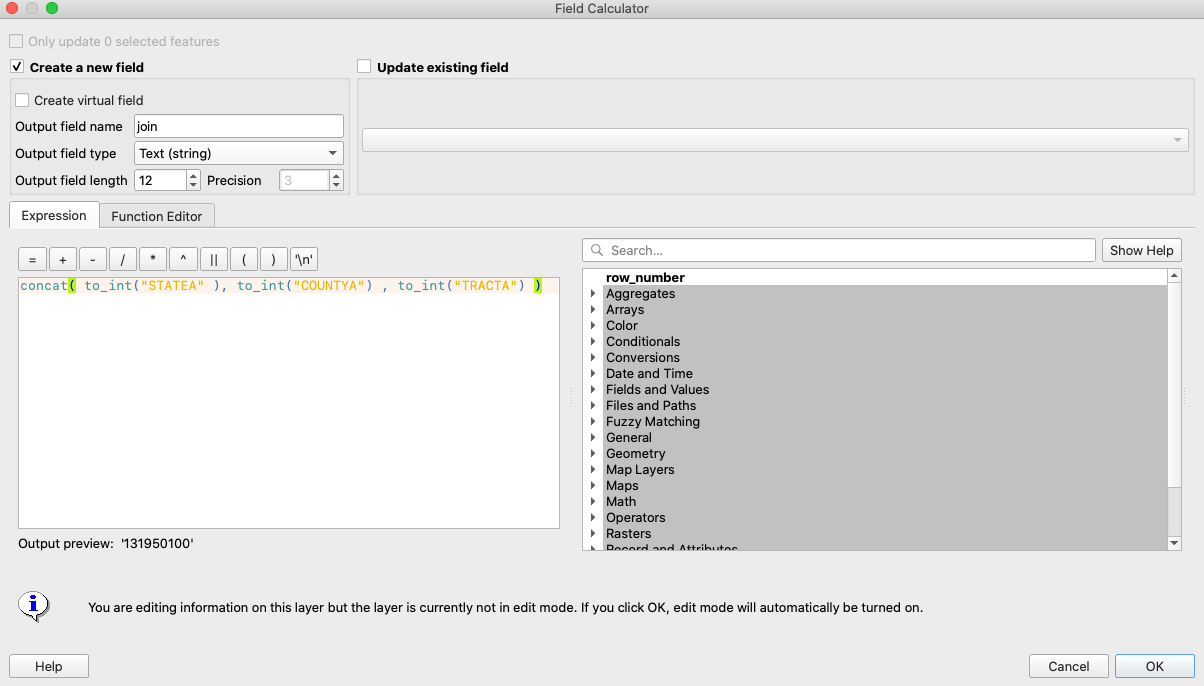 Field Calculator
Only update 0 selected features
Create a new field
Update existing field
Create virtual field
Output field name join
Output field type Text (string)
Output field length 12 Precision 3
Expression Function Editor
= + - / * ^ || ( ) '\n'
Search... Show Help
concat( to_int("STATEA" ), to_int("COUNTYA") , to_int("TRACTA") )
row_number
Aggregates
Arrays
Color
Conditionals
Conversions
Date and Time
Fields and Values
Files and Paths
Fuzzy Matching
General
Geometry
Map Layers
Maps
Math
Operators
Rasters
Record and Attributes
Output preview: '131950100'
You are editing information on this layer but the layer is currently not in edit mode. If you click OK, edit mode will automatically be turned on.
Help Cancel OK